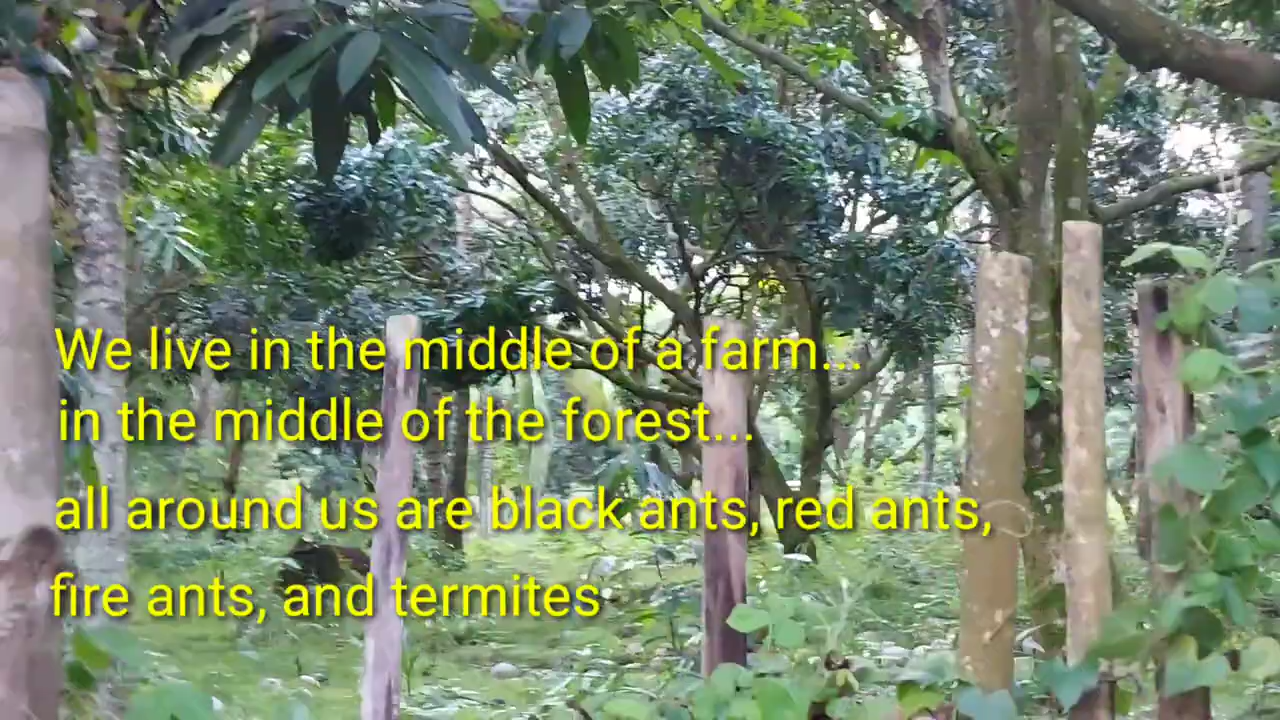 We live in the middle of a farm...
in the middle of the forest...
all around us are black ants, red ants,
fire ants, and termites